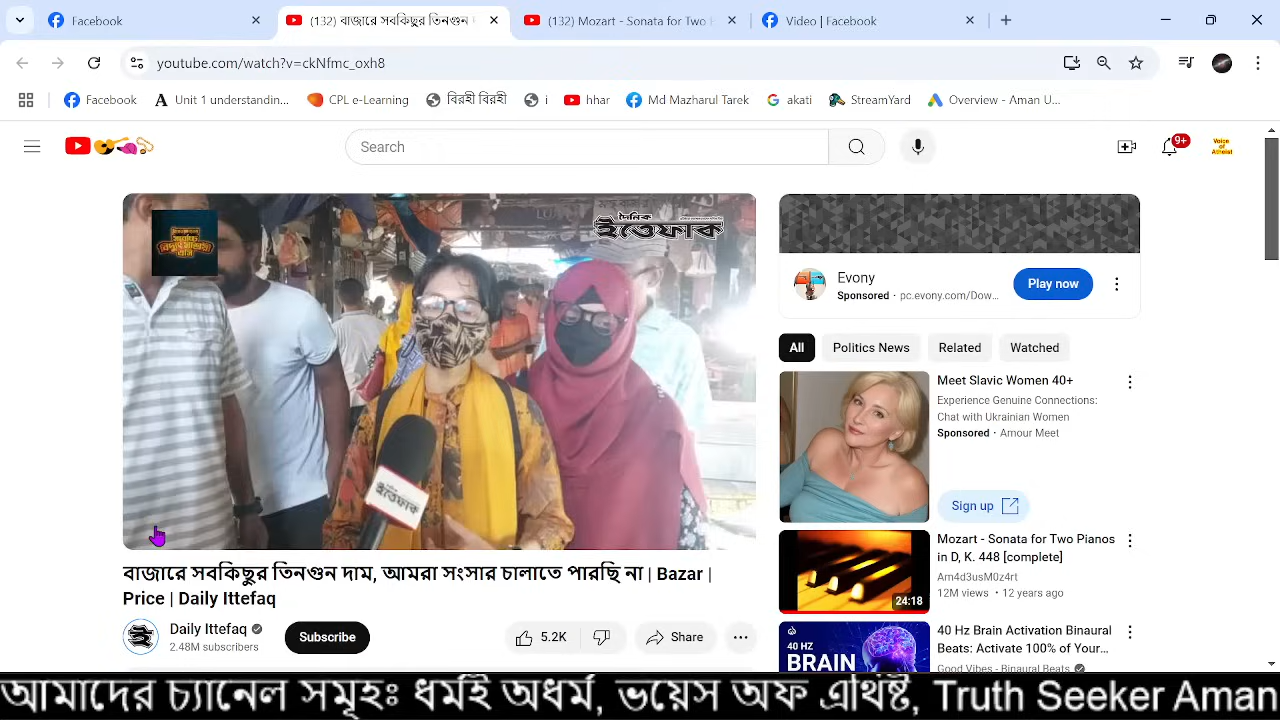 Facebook
(132) বাজারে সবকিছুর তিনগুন
(132) Mozart - Sonata for Two
Video | Facebook
youtube.com/watch?v=ckNfmc_oxh8
Facebook
Unit 1 understandin...
CPL e-Learning
বিরহী বিরহী
i
hhar
Md Mazharul Tarek
akati
StreamYard
Overview - Aman U...
Search
9+
Voice of Atheist
দৈনিক
ইত্তেফাক
ইত্তেফাক
বাজারে সবকিছুর তিনগুন দাম, আমরা সংসার চালাতে পারছি না | Bazar |
Price | Daily Ittefaq
Daily Ittefaq
2.48M subscribers
Subscribe
5.2K
Share
Evony
Sponsored · pc.evony.com/Dow...
Play now
All
Politics News
Related
Watched
Meet Slavic Women 40+
Experience Genuine Connections:
Chat with Ukrainian Women
Sponsored · Amour Meet
Sign up
Mozart - Sonata for Two Pianos
in D, K. 448 [complete]
Am4d3usM0z4rt
12M views · 12 years ago
24:18
40 HZ
BRAIN
40 Hz Brain Activation Binaural
Beats: Activate 100% of Your...
Good Vibes - Binaural Beats
আমাদের চ্যানেল সমূহঃ ধর্মই অধর্ম, ভয়েস অফ এথিষ্ট, Truth Seeker Aman